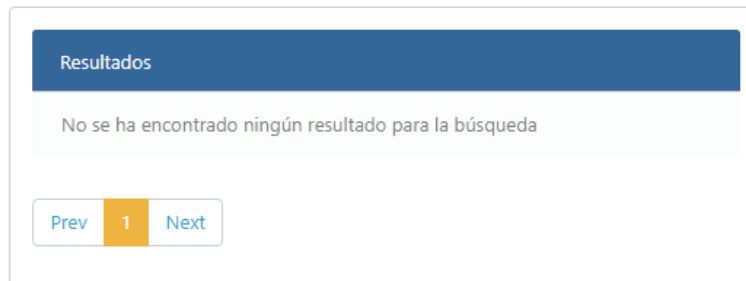 Resultados
No se ha encontrado ningún resultado para la búsqueda
Prev 1 Next